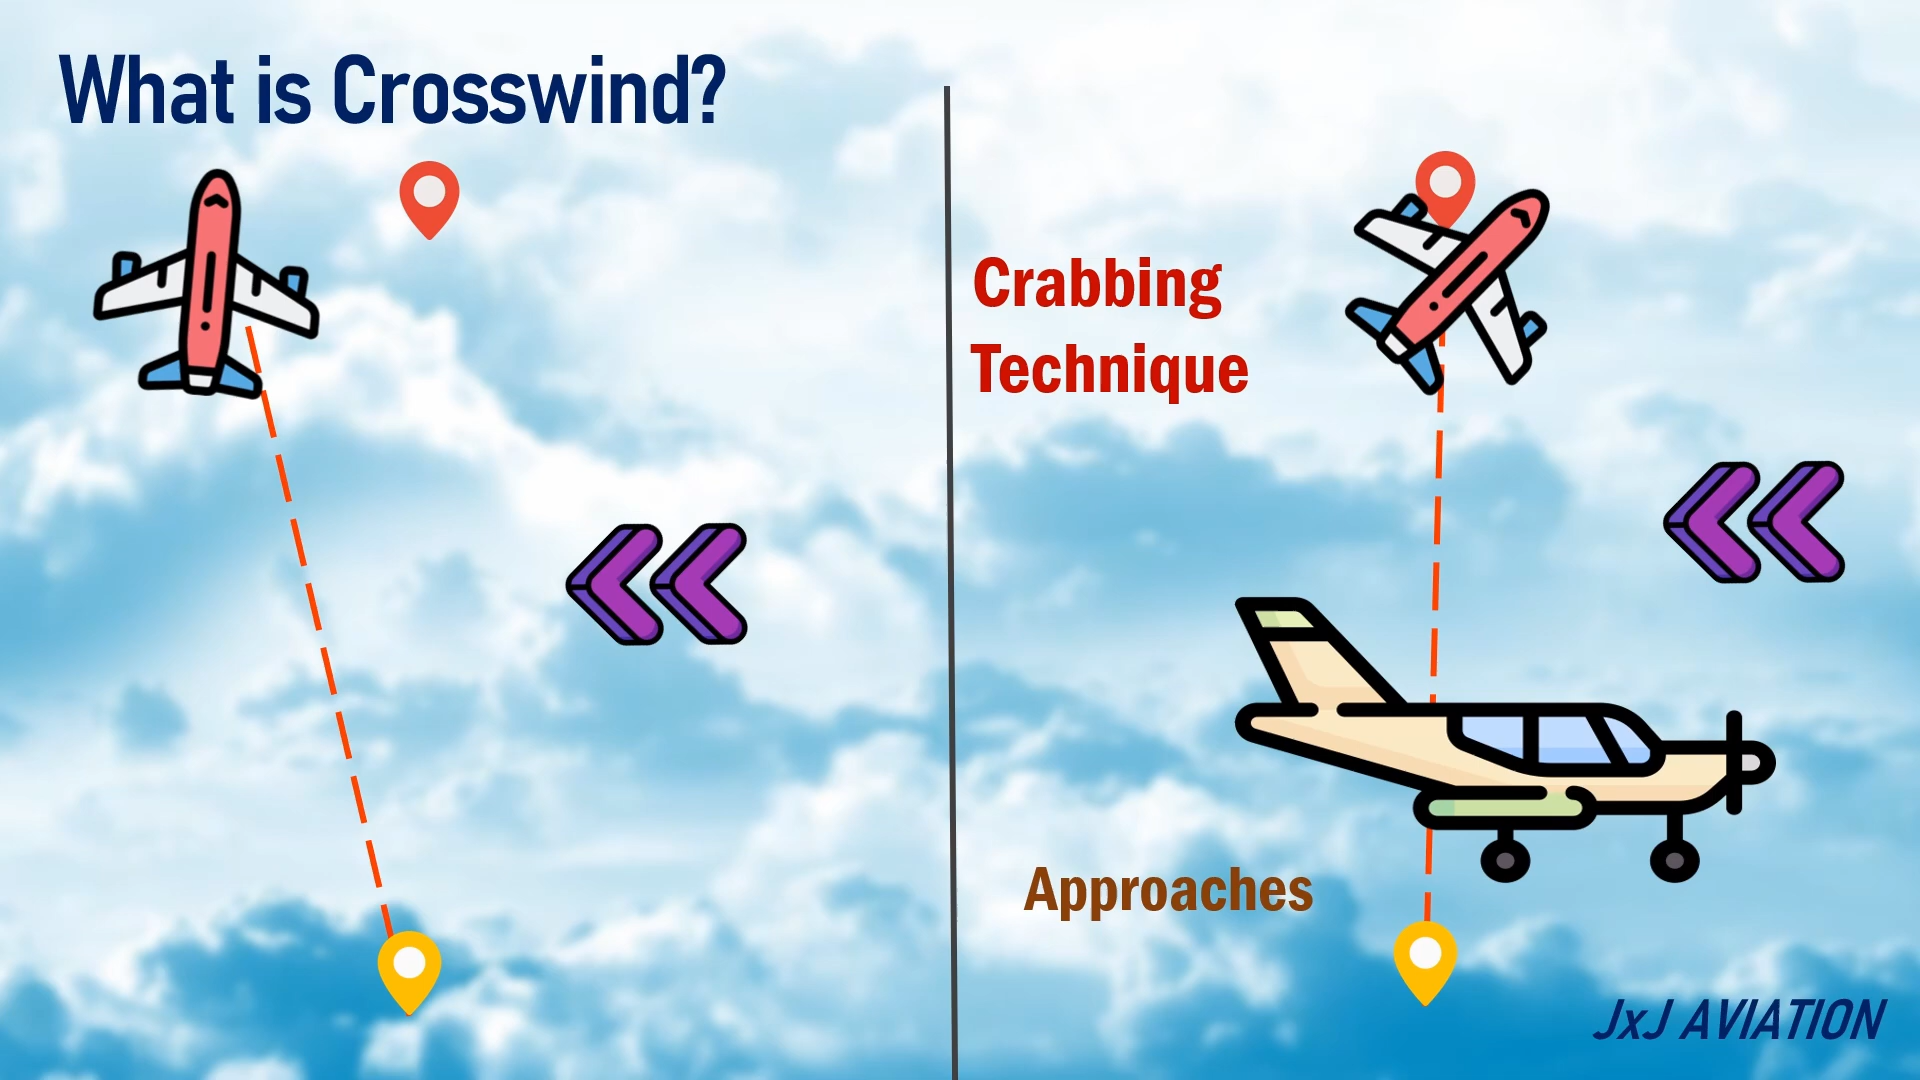 What is Crosswind?
Crabbing
Technique
Approaches
JxJ AVIATION